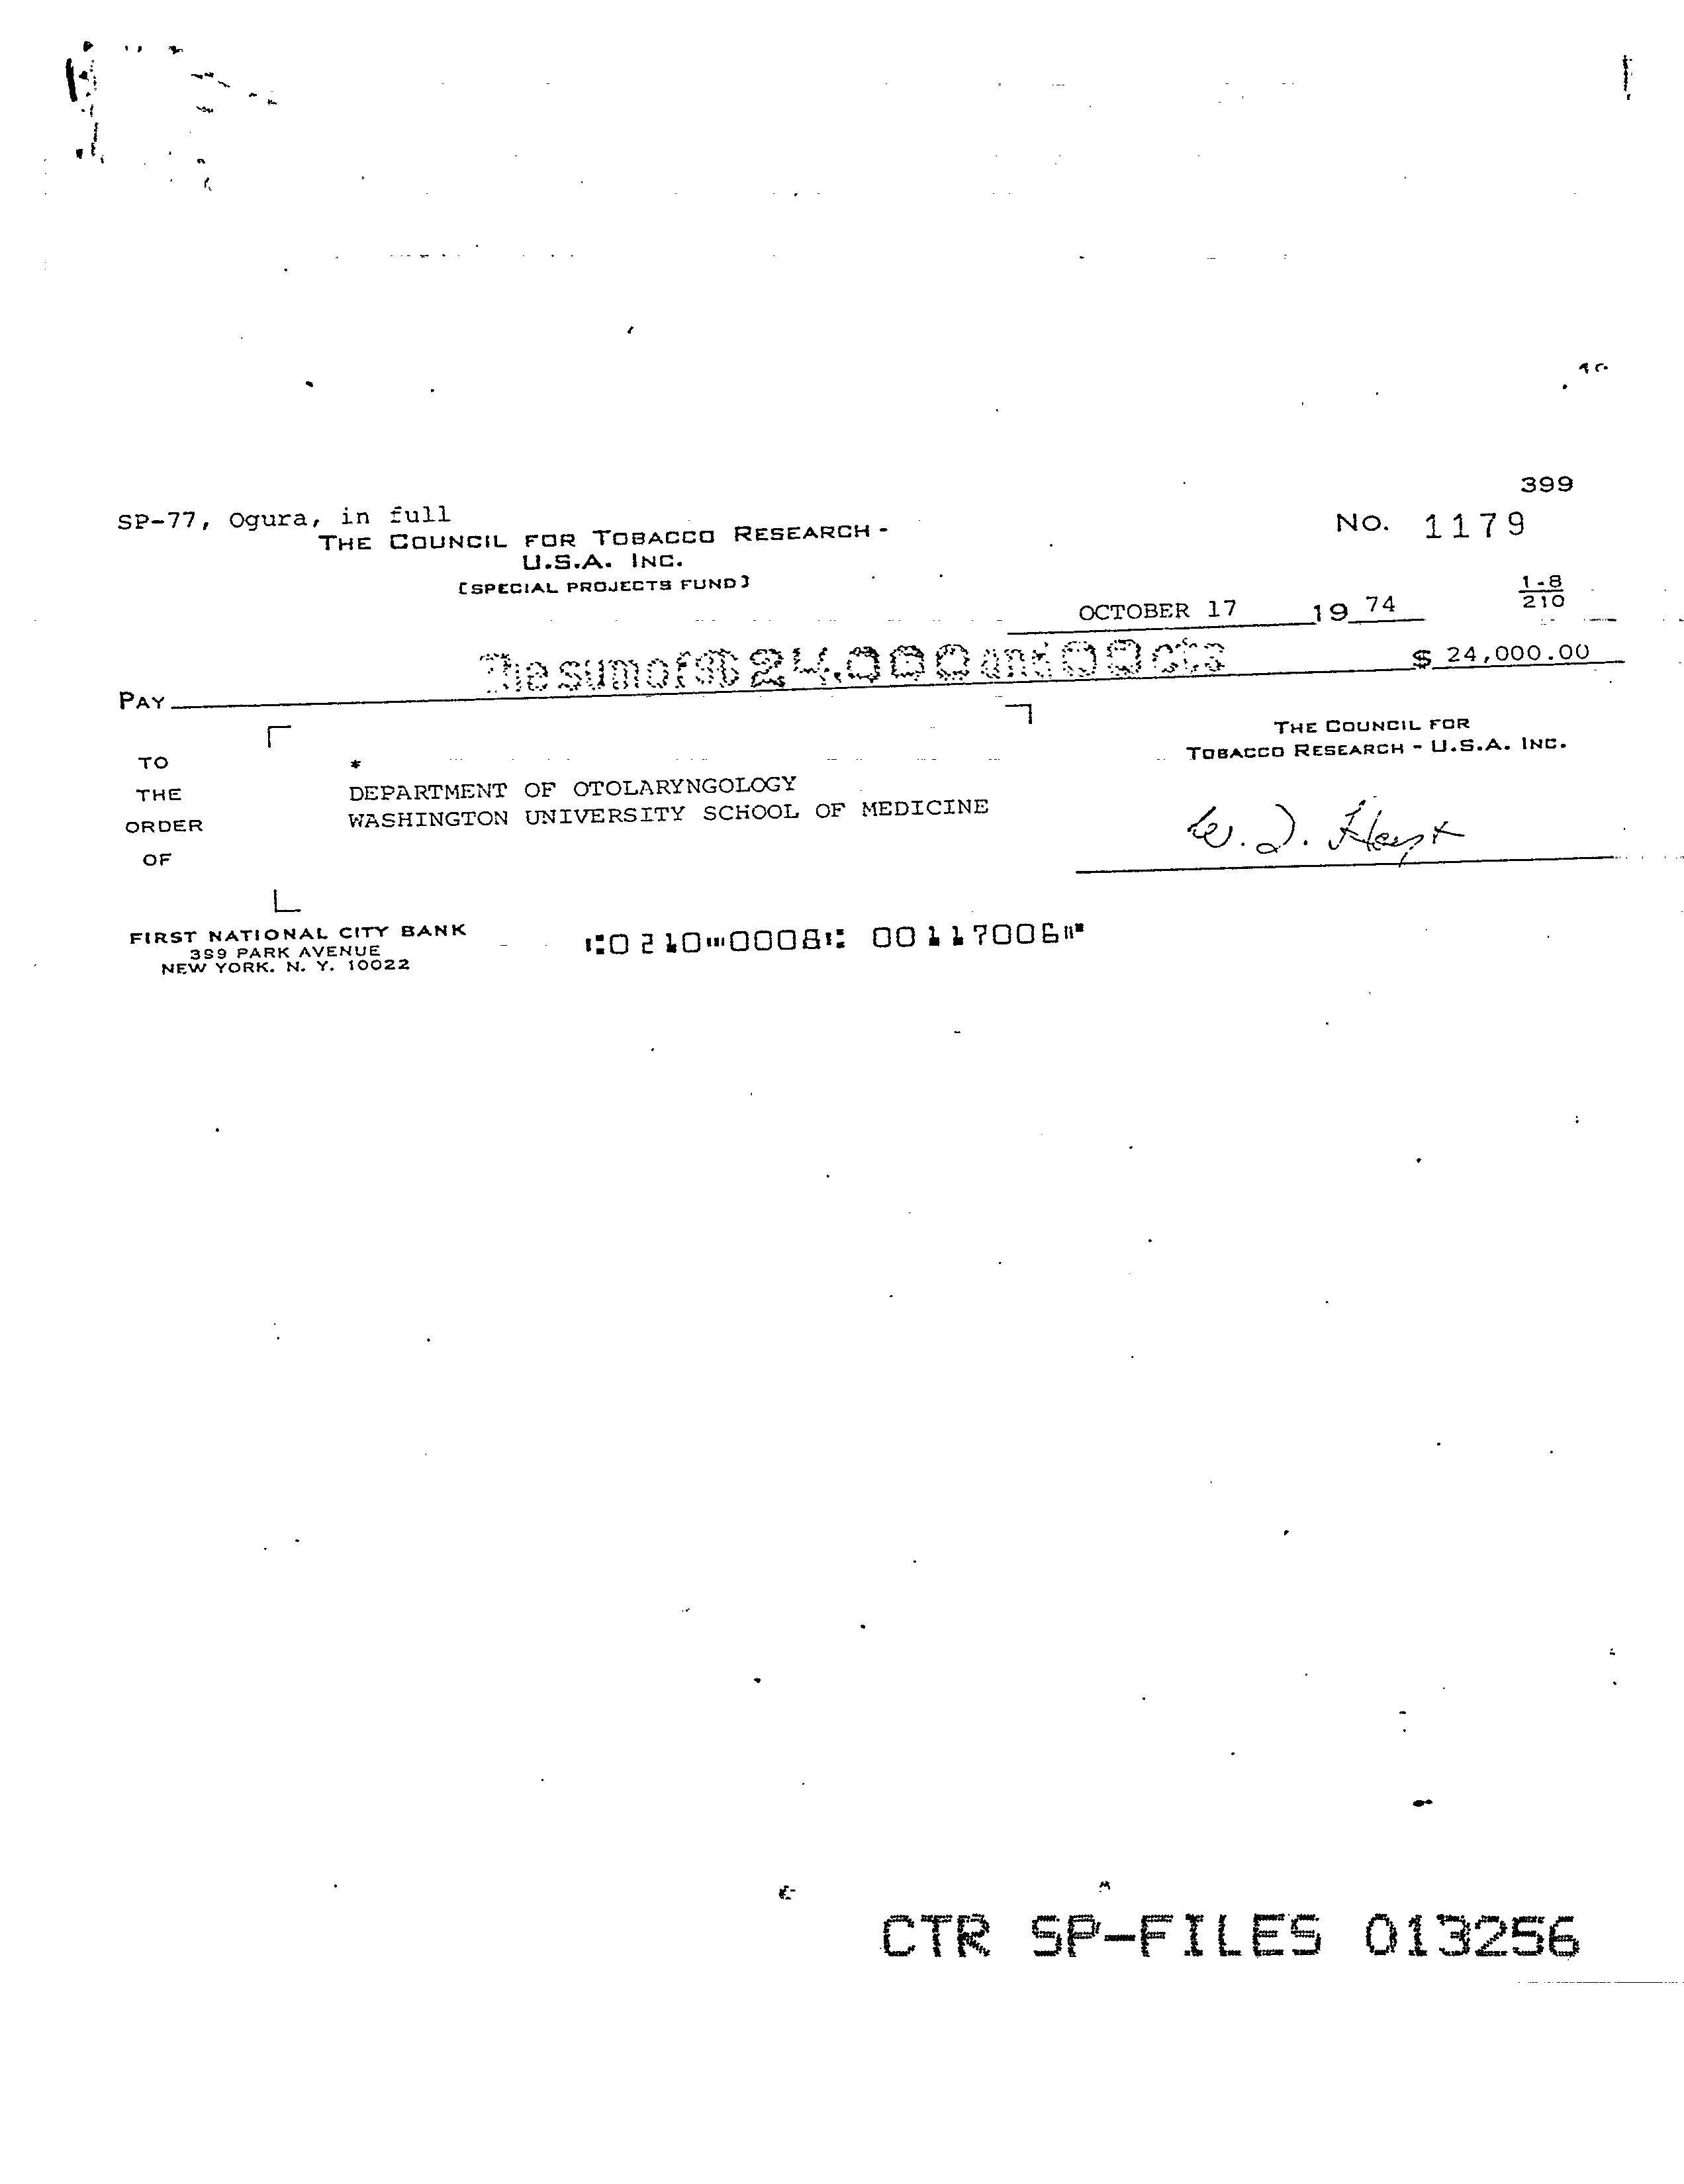 399
SP-77, Ogura, in full
No. 1179
THE COUNCIL FOR TOBACCO RESEARCH -
U.S.A. INC.
[SPECIAL PROJECTS FUND]
1-8
210
OCTOBER 17 19 74
PAY The sum of $24,000 and 00 cts $ 24,000.00
THE COUNCIL FOR
TOBACCO RESEARCH - U.S.A. INC.
TO
THE
ORDER
OF
*
DEPARTMENT OF OTOLARYNGOLOGY
WASHINGTON UNIVERSITY SCHOOL OF MEDICINE
W. T. Hoyt
FIRST NATIONAL CITY BANK
399 PARK AVENUE
NEW YORK, N. Y. 10022
⑆0210⑉0008⑆ 00117006⑈
CTR SP-FILES 013256